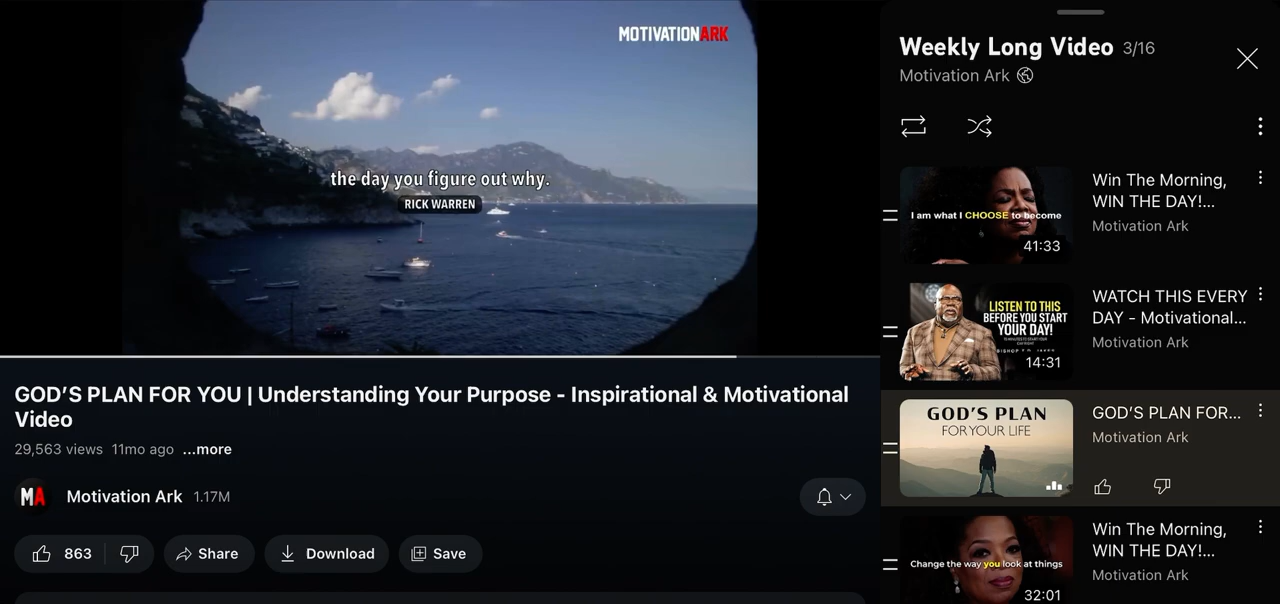 MOTIVATIONARK
the day you figure out why.
RICK WARREN
GOD'S PLAN FOR YOU | Understanding Your Purpose - Inspirational & Motivational
Video
29,563 views 11mo ago ...more
MA Motivation Ark 1.17M
863 Share Download Save
Weekly Long Video 3/16
Motivation Ark
I am what I CHOOSE to become
41:33
Win The Morning,
WIN THE DAY!...
Motivation Ark
LISTEN TO THIS
BEFORE YOU START
YOUR DAY!
14:31
WATCH THIS EVERY
DAY - Motivational...
Motivation Ark
GOD'S PLAN
FOR YOUR LIFE
GOD'S PLAN FOR...
Motivation Ark
Change the way you look at things
32:01
Win The Morning,
WIN THE DAY!...
Motivation Ark